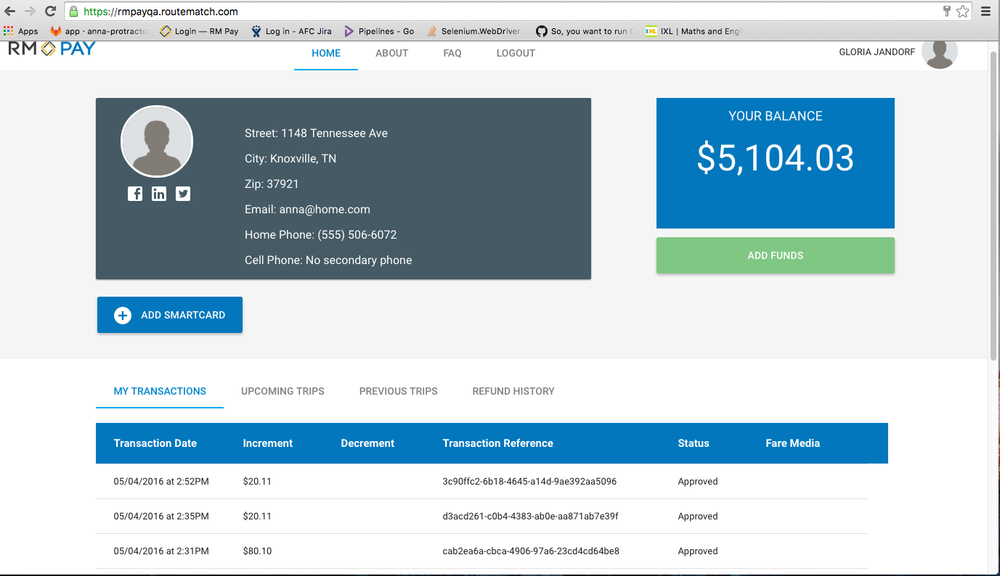 https://rmpayqa.routematch.com
Apps app · anna-protracto Login — RM Pay Log in - AFC Jira Pipelines - Go Selenium.WebDriver So, you want to run IXL | Maths and Eng
RM PAY HOME ABOUT FAQ LOGOUT GLORIA JANDORF
Street: 1148 Tennessee Ave
City: Knoxville, TN
Zip: 37921
Email: anna@home.com
Home Phone: (555) 506-6072
Cell Phone: No secondary phone
YOUR BALANCE
$5,104.03
ADD FUNDS
ADD SMARTCARD
MY TRANSACTIONS UPCOMING TRIPS PREVIOUS TRIPS REFUND HISTORY
Transaction Date Increment Decrement Transaction Reference Status Fare Media
05/04/2016 at 2:52PM $20.11 3c90ffc2-6b18-4645-a14d-9ae392aa5096 Approved
05/04/2016 at 2:35PM $20.11 d3acd261-c0b4-4383-ab0e-aa871ab7e39f Approved
05/04/2016 at 2:31PM $80.10 cab2ea6a-cbca-4906-97a6-23cd4cd64be8 Approved